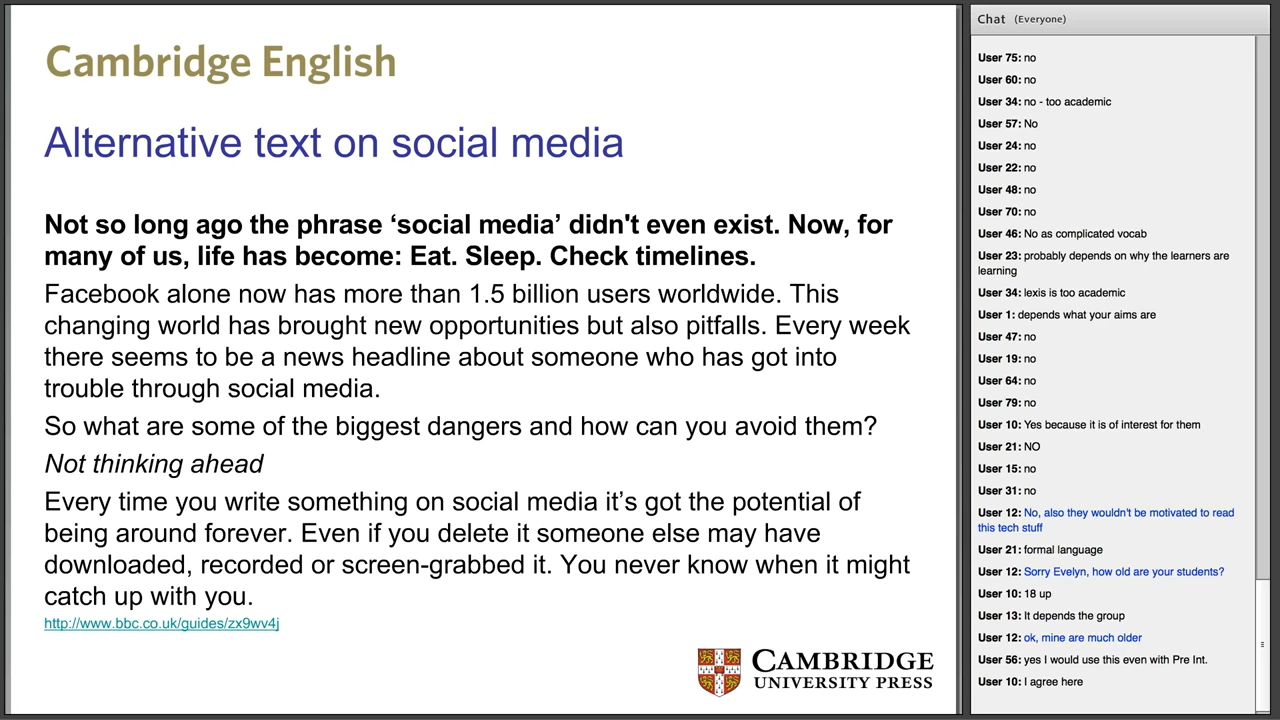 Cambridge English
Alternative text on social media
Not so long ago the phrase ‘social media’ didn't even exist. Now, for
many of us, life has become: Eat. Sleep. Check timelines.
Facebook alone now has more than 1.5 billion users worldwide. This
changing world has brought new opportunities but also pitfalls. Every week
there seems to be a news headline about someone who has got into
trouble through social media.
So what are some of the biggest dangers and how can you avoid them?
Not thinking ahead
Every time you write something on social media it’s got the potential of
being around forever. Even if you delete it someone else may have
downloaded, recorded or screen-grabbed it. You never know when it might
catch up with you.
http://www.bbc.co.uk/guides/zx9wv4j
CAMBRIDGE
UNIVERSITY PRESS
Chat (Everyone)
User 75: no
User 60: no
User 34: no - too academic
User 57: No
User 24: no
User 22: no
User 48: no
User 70: no
User 46: No as complicated vocab
User 23: probably depends on why the learners are
learning
User 34: lexis is too academic
User 1: depends what your aims are
User 47: no
User 19: no
User 64: no
User 79: no
User 10: Yes because it is of interest for them
User 21: NO
User 15: no
User 31: no
User 12: No, also they wouldn't be motivated to read
this tech stuff
User 21: formal language
User 12: Sorry Evelyn, how old are your students?
User 10: 18 up
User 13: It depends the group
User 12: ok, mine are much older
User 56: yes I would use this even with Pre Int.
User 10: I agree here